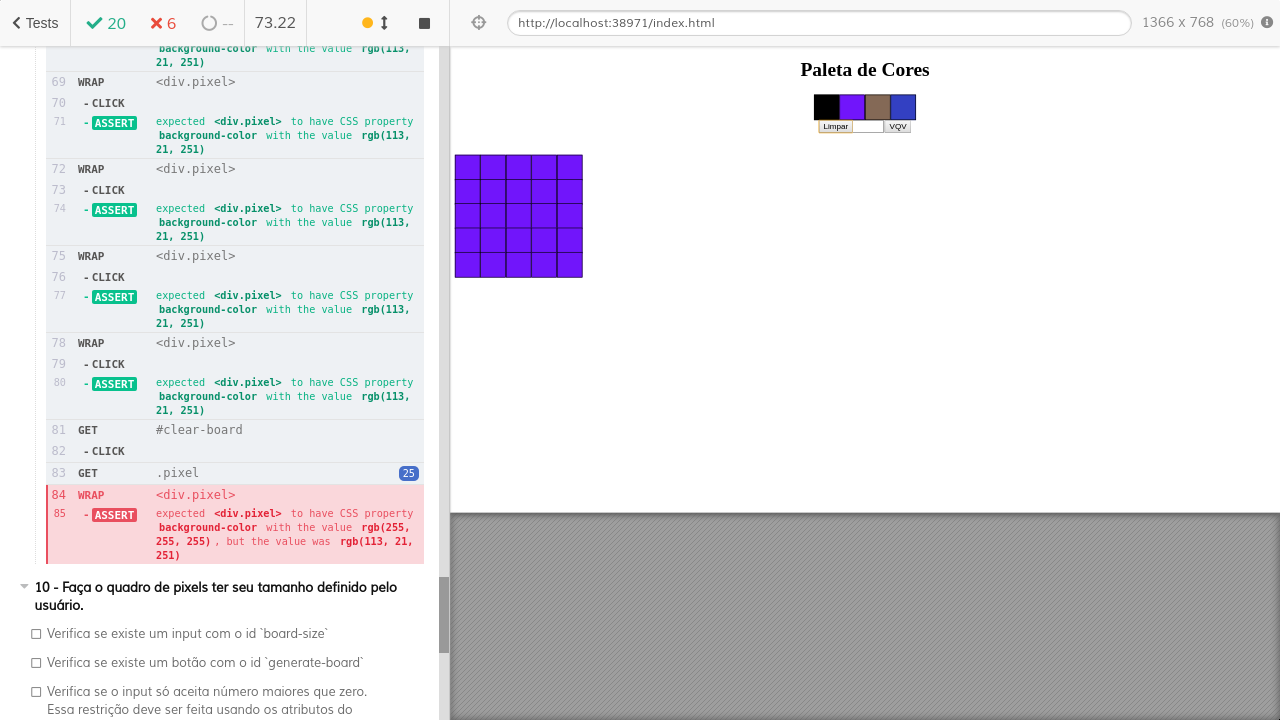 Tests
20
6
--
73.22
http://localhost:38971/index.html
1366 x 768 (60%)
background-color with the value rgb(113,
21, 251)
69 WRAP <div.pixel>
70 -CLICK
71 -ASSERT expected <div.pixel> to have CSS property
background-color with the value rgb(113,
21, 251)
72 WRAP <div.pixel>
73 -CLICK
74 -ASSERT expected <div.pixel> to have CSS property
background-color with the value rgb(113,
21, 251)
75 WRAP <div.pixel>
76 -CLICK
77 -ASSERT expected <div.pixel> to have CSS property
background-color with the value rgb(113,
21, 251)
78 WRAP <div.pixel>
79 -CLICK
80 -ASSERT expected <div.pixel> to have CSS property
background-color with the value rgb(113,
21, 251)
81 GET #clear-board
82 -CLICK
83 GET .pixel 25
84 WRAP <div.pixel>
85 -ASSERT expected <div.pixel> to have CSS property
background-color with the value rgb(255,
255, 255), but the value was rgb(113, 21,
251)
10 - Faça o quadro de pixels ter seu tamanho definido pelo
usuário.
Verifica se existe um input com o id `board-size`
Verifica se existe um botão com o id `generate-board`
Verifica se o input só aceita número maiores que zero.
Essa restrição deve ser feita usando os atributos do
Paleta de Cores
Limpar VQV